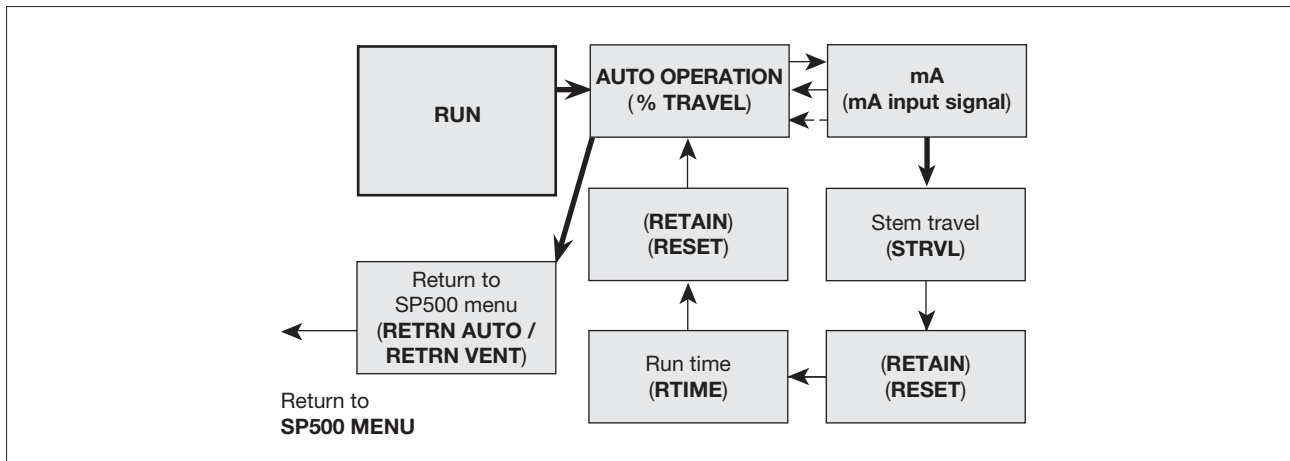 RUN
AUTO OPERATION
(% TRAVEL)
mA
(mA input signal)
(RETAIN)
(RESET)
Stem travel
(STRVL)
Return to
SP500 menu
(RETRN AUTO /
RETRN VENT)
Run time
(RTIME)
(RETAIN)
(RESET)
Return to
SP500 MENU